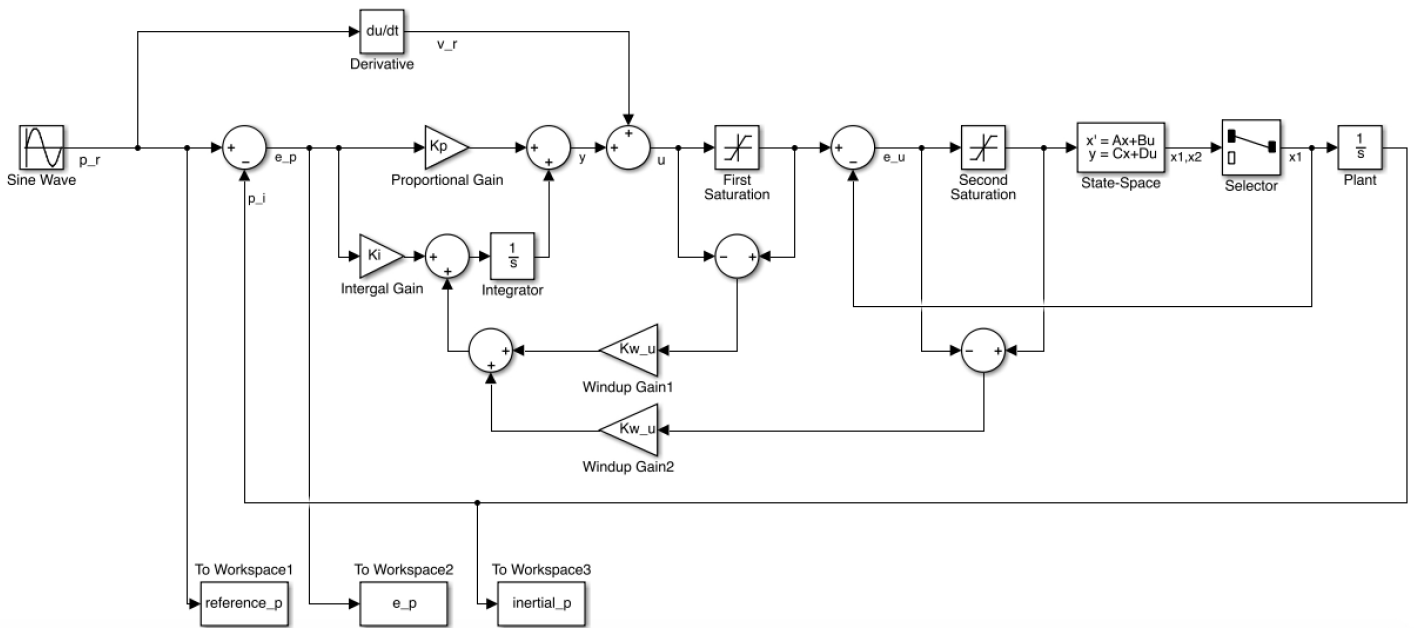 du/dt
v_r
Derivative
Sine Wave
p_r
+
−
e_p
p_i
Kp
Proportional Gain
+
+
y
+
+
u
First
Saturation
+
−
e_u
Second
Saturation
x' = Ax+Bu
y = Cx+Du
State-Space
x1,x2
Selector
x1
1
s
Plant
Ki
Intergal Gain
+
+
1
s
Integrator
−
+
+
+
Kw_u
Windup Gain1
−
+
Kw_u
Windup Gain2
To Workspace1
reference_p
To Workspace2
e_p
To Workspace3
inertial_p